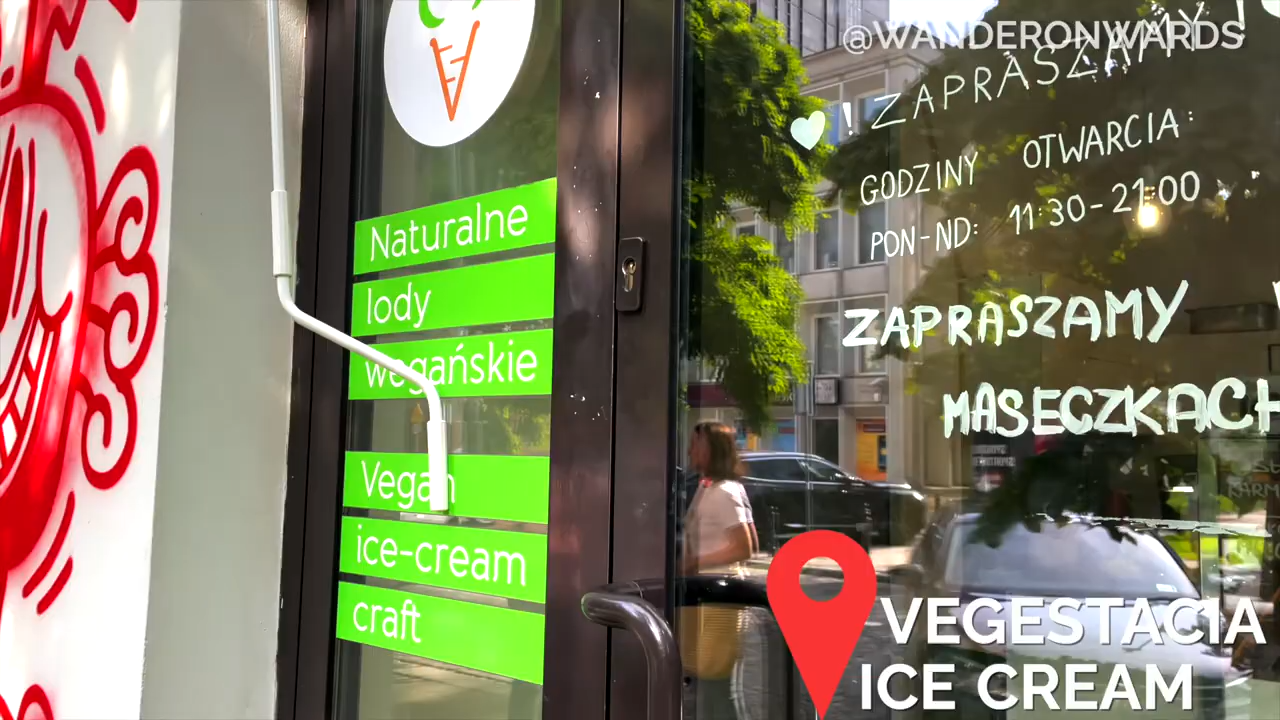 @WANDERONWARDS
Naturalne
lody
wegańskie
Vegan
ice-cream
craft
! ZAPRASZAMY !
GODZINY OTWARCIA:
PON-ND: 11:30-21:00
ZAPRASZAMY
MASECZKACH
VEGESTACJA
ICE CREAM